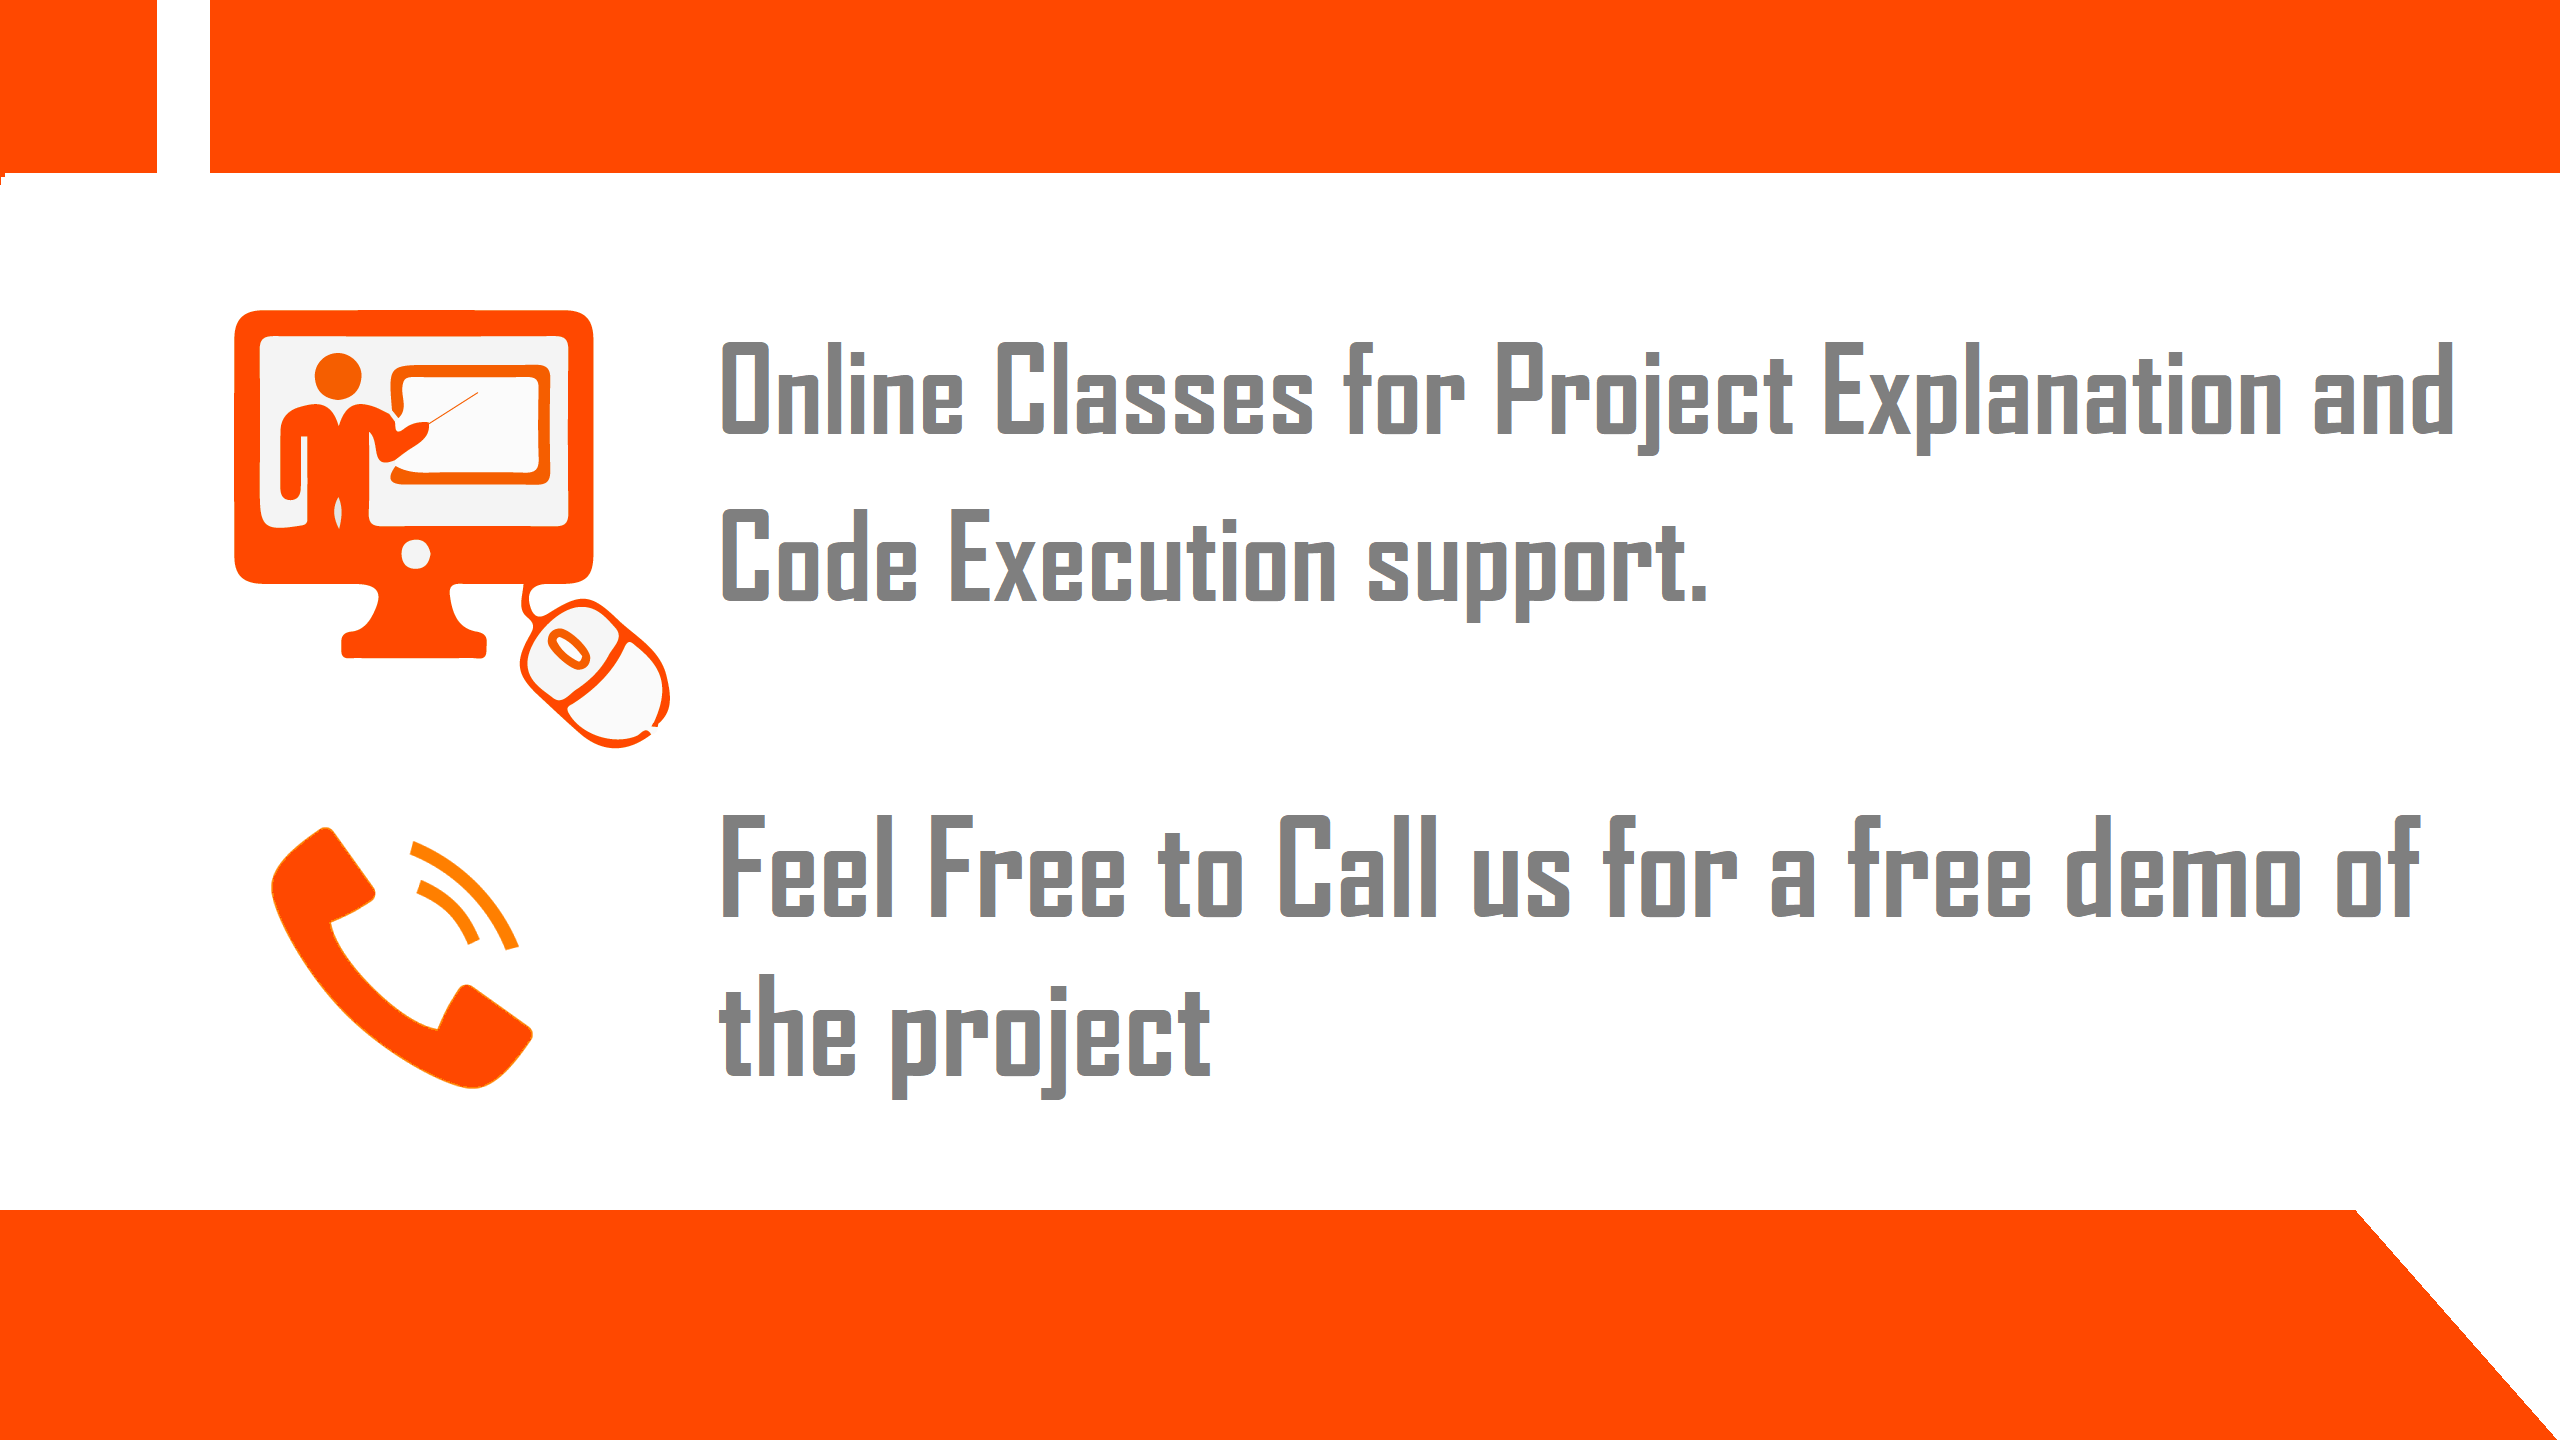 Online Classes for Project Explanation and
Code Execution support.
Feel Free to Call us for a free demo of
the project